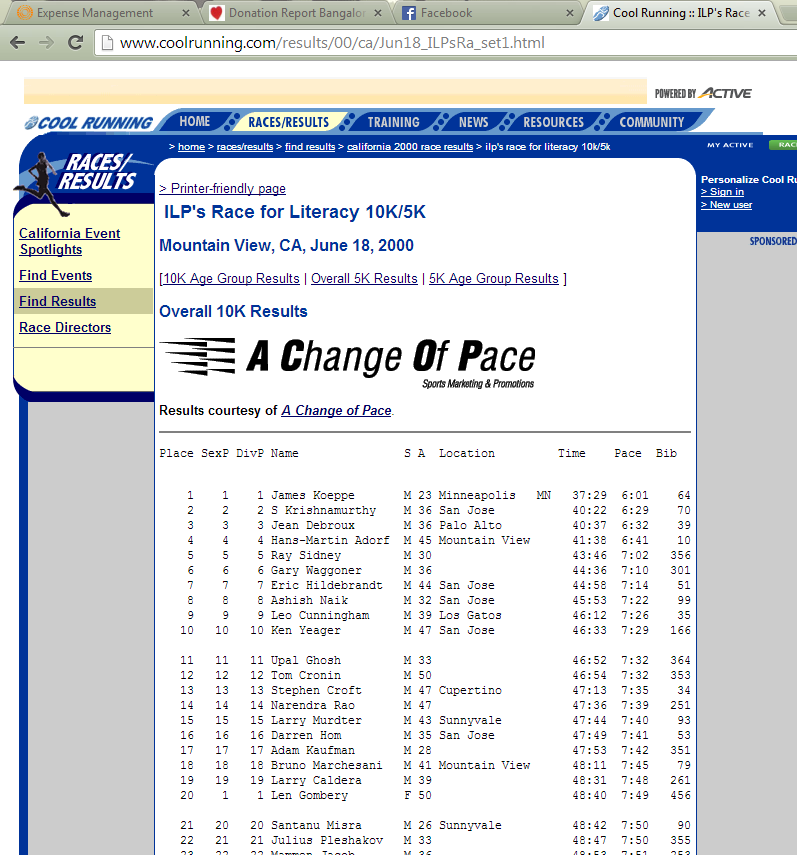 Expense Management
Donation Report Bangalor
Facebook
Cool Running :: ILP's Race
www.coolrunning.com/results/00/ca/Jun18_ILPsRa_set1.html
POWERED BY ACTIVE
COOL RUNNING HOME RACES/RESULTS TRAINING NEWS RESOURCES COMMUNITY
> home > races/results > find results > california 2000 race results > ilp's race for literacy 10k/5k
MY ACTIVE RAC
RACES/
RESULTS
Personalize Cool Ru
> Sign in
> New user
SPONSORED
California Event
Spotlights
Find Events
Find Results
Race Directors
> Printer-friendly page
ILP's Race for Literacy 10K/5K
Mountain View, CA, June 18, 2000
[10K Age Group Results | Overall 5K Results | 5K Age Group Results ]
Overall 10K Results
A Change Of Pace
Sports Marketing & Promotions
Results courtesy of A Change of Pace.
Place SexP DivP Name S A Location Time Pace Bib
1 1 1 James Koeppe M 23 Minneapolis MN 37:29 6:01 64
2 2 2 S Krishnamurthy M 36 San Jose 40:22 6:29 70
3 3 3 Jean Debroux M 36 Palo Alto 40:37 6:32 39
4 4 4 Hans-Martin Adorf M 45 Mountain View 41:38 6:41 10
5 5 5 Ray Sidney M 30 43:46 7:02 356
6 6 6 Gary Waggoner M 36 44:36 7:10 301
7 7 7 Eric Hildebrandt M 44 San Jose 44:58 7:14 51
8 8 8 Ashish Naik M 32 San Jose 45:53 7:22 99
9 9 9 Leo Cunningham M 39 Los Gatos 46:12 7:26 35
10 10 10 Ken Yeager M 47 San Jose 46:33 7:29 166
11 11 11 Upal Ghosh M 33 46:52 7:32 364
12 12 12 Tom Cronin M 50 46:54 7:32 353
13 13 13 Stephen Croft M 47 Cupertino 47:13 7:35 34
14 14 14 Narendra Rao M 47 47:36 7:39 251
15 15 15 Larry Murdter M 43 Sunnyvale 47:44 7:40 93
16 16 16 Darren Hom M 35 San Jose 47:49 7:41 53
17 17 17 Adam Kaufman M 28 47:53 7:42 351
18 18 18 Bruno Marchesani M 41 Mountain View 48:11 7:45 79
19 19 19 Larry Caldera M 39 48:31 7:48 261
20 1 1 Len Gombery F 50 48:40 7:49 456
21 20 20 Santanu Misra M 26 Sunnyvale 48:42 7:50 90
22 21 21 Julius Pleshakov M 33 48:47 7:50 355
23 22 22 Mammen Jacob M 36 48:53 7:51 253